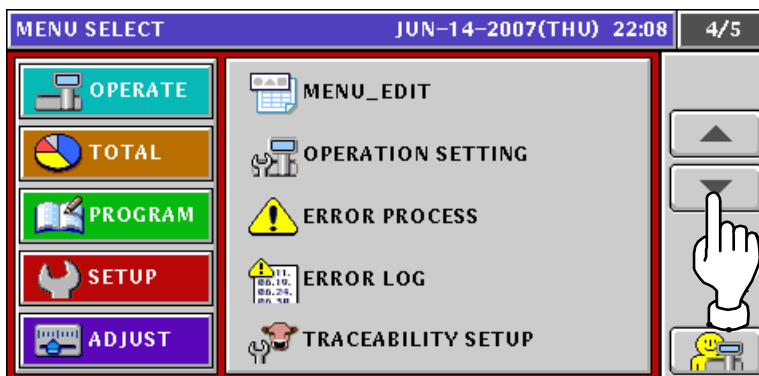 MENU SELECT JUN-14-2007(THU) 22:08 4/5
OPERATE
TOTAL
PROGRAM
SETUP
ADJUST
MENU_EDIT
OPERATION SETTING
ERROR PROCESS
ERROR LOG
TRACEABILITY SETUP